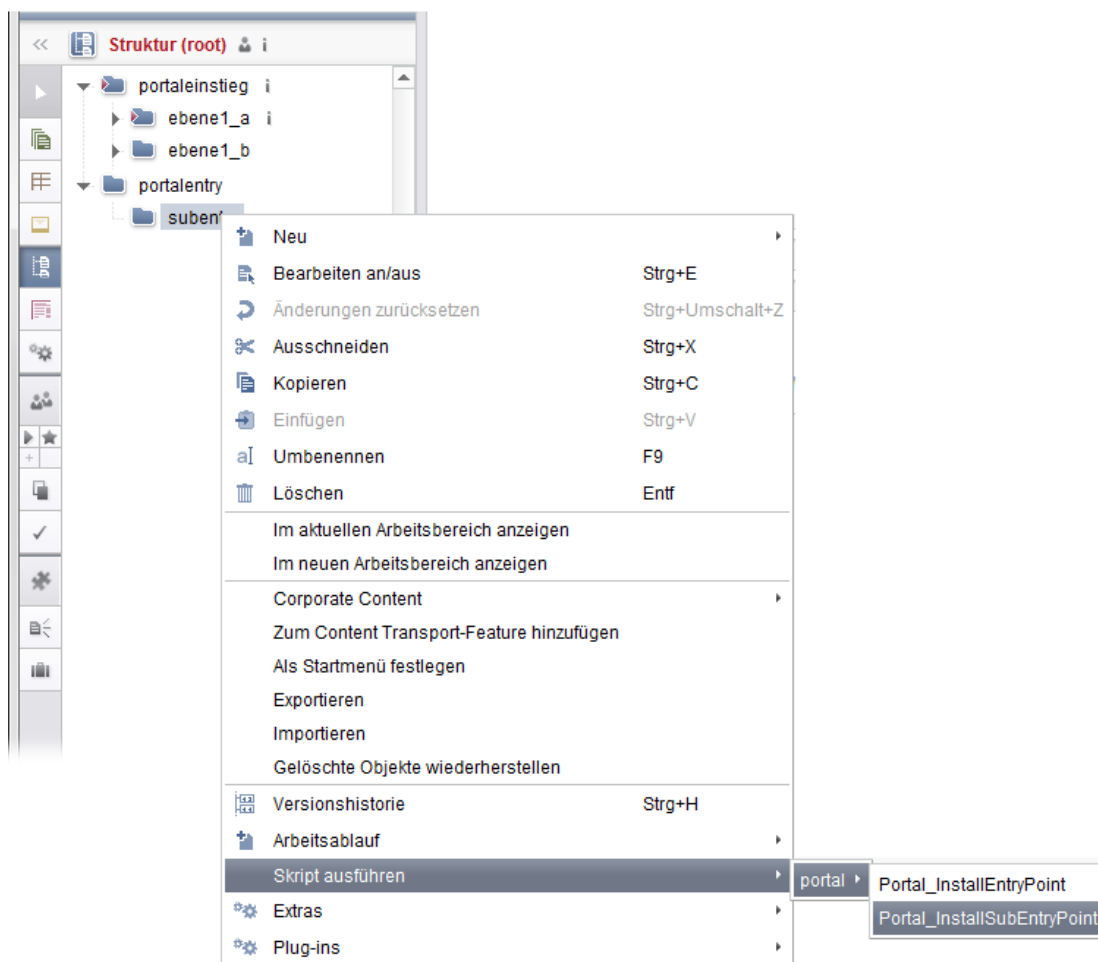 Struktur (root)
portaleinstieg
ebene1_a
ebene1_b
portalentry
Neu
Bearbeiten an/aus Strg+E
Änderungen zurücksetzen Strg+Umschalt+Z
Ausschneiden Strg+X
Kopieren Strg+C
Einfügen Strg+V
Umbenennen F9
Löschen Entf
Im aktuellen Arbeitsbereich anzeigen
Im neuen Arbeitsbereich anzeigen
Corporate Content
Zum Content Transport-Feature hinzufügen
Als Startmenü festlegen
Exportieren
Importieren
Gelöschte Objekte wiederherstellen
Versionshistorie Strg+H
Arbeitsablauf
Skript ausführen portal Portal_InstallEntryPoint
Portal_InstallSubEntryPoint
Extras
Plug-ins